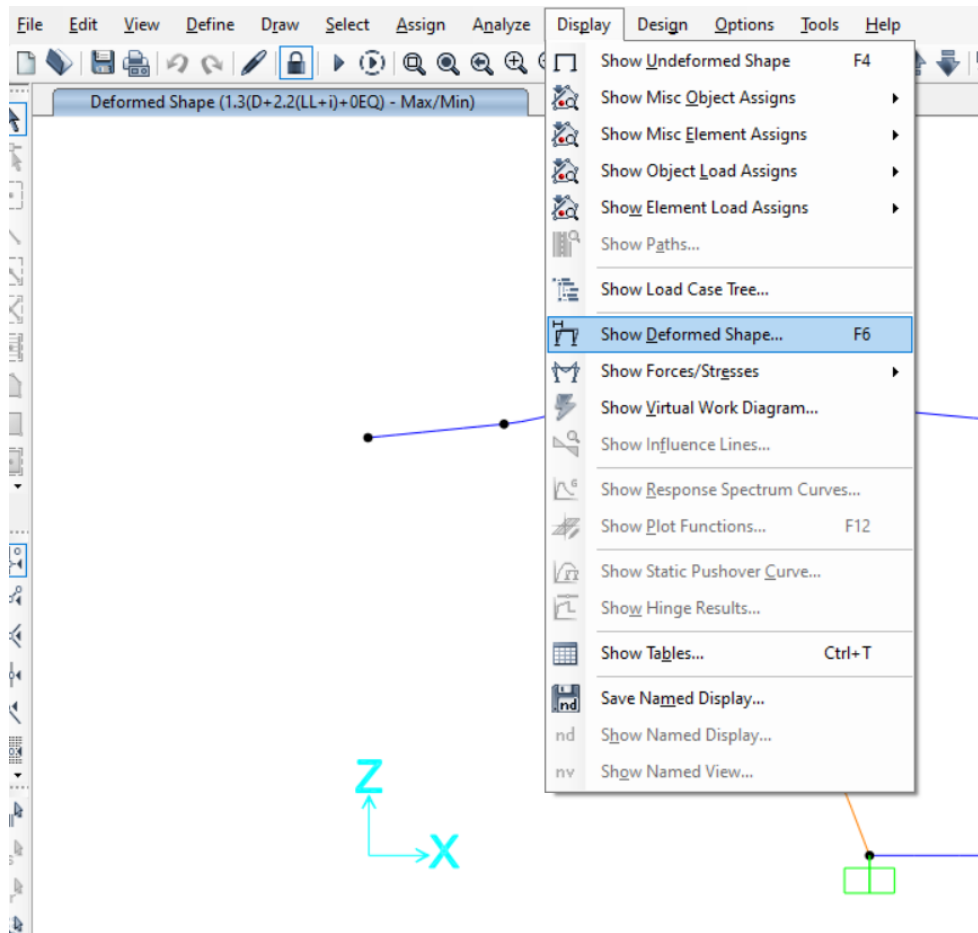 File Edit View Define Draw Select Assign Analyze Display Design Options Tools Help
Deformed Shape (1.3(D+2.2(LL+i)+0EQ) - Max/Min)
Show Undeformed Shape F4
Show Misc Object Assigns
Show Misc Element Assigns
Show Object Load Assigns
Show Element Load Assigns
Show Paths...
Show Load Case Tree...
Show Deformed Shape... F6
Show Forces/Stresses
Show Virtual Work Diagram...
Show Influence Lines...
Show Response Spectrum Curves...
Show Plot Functions... F12
Show Static Pushover Curve...
Show Hinge Results...
Show Tables... Ctrl+T
nd Save Named Display...
nd Show Named Display...
nv Show Named View...
Z
X